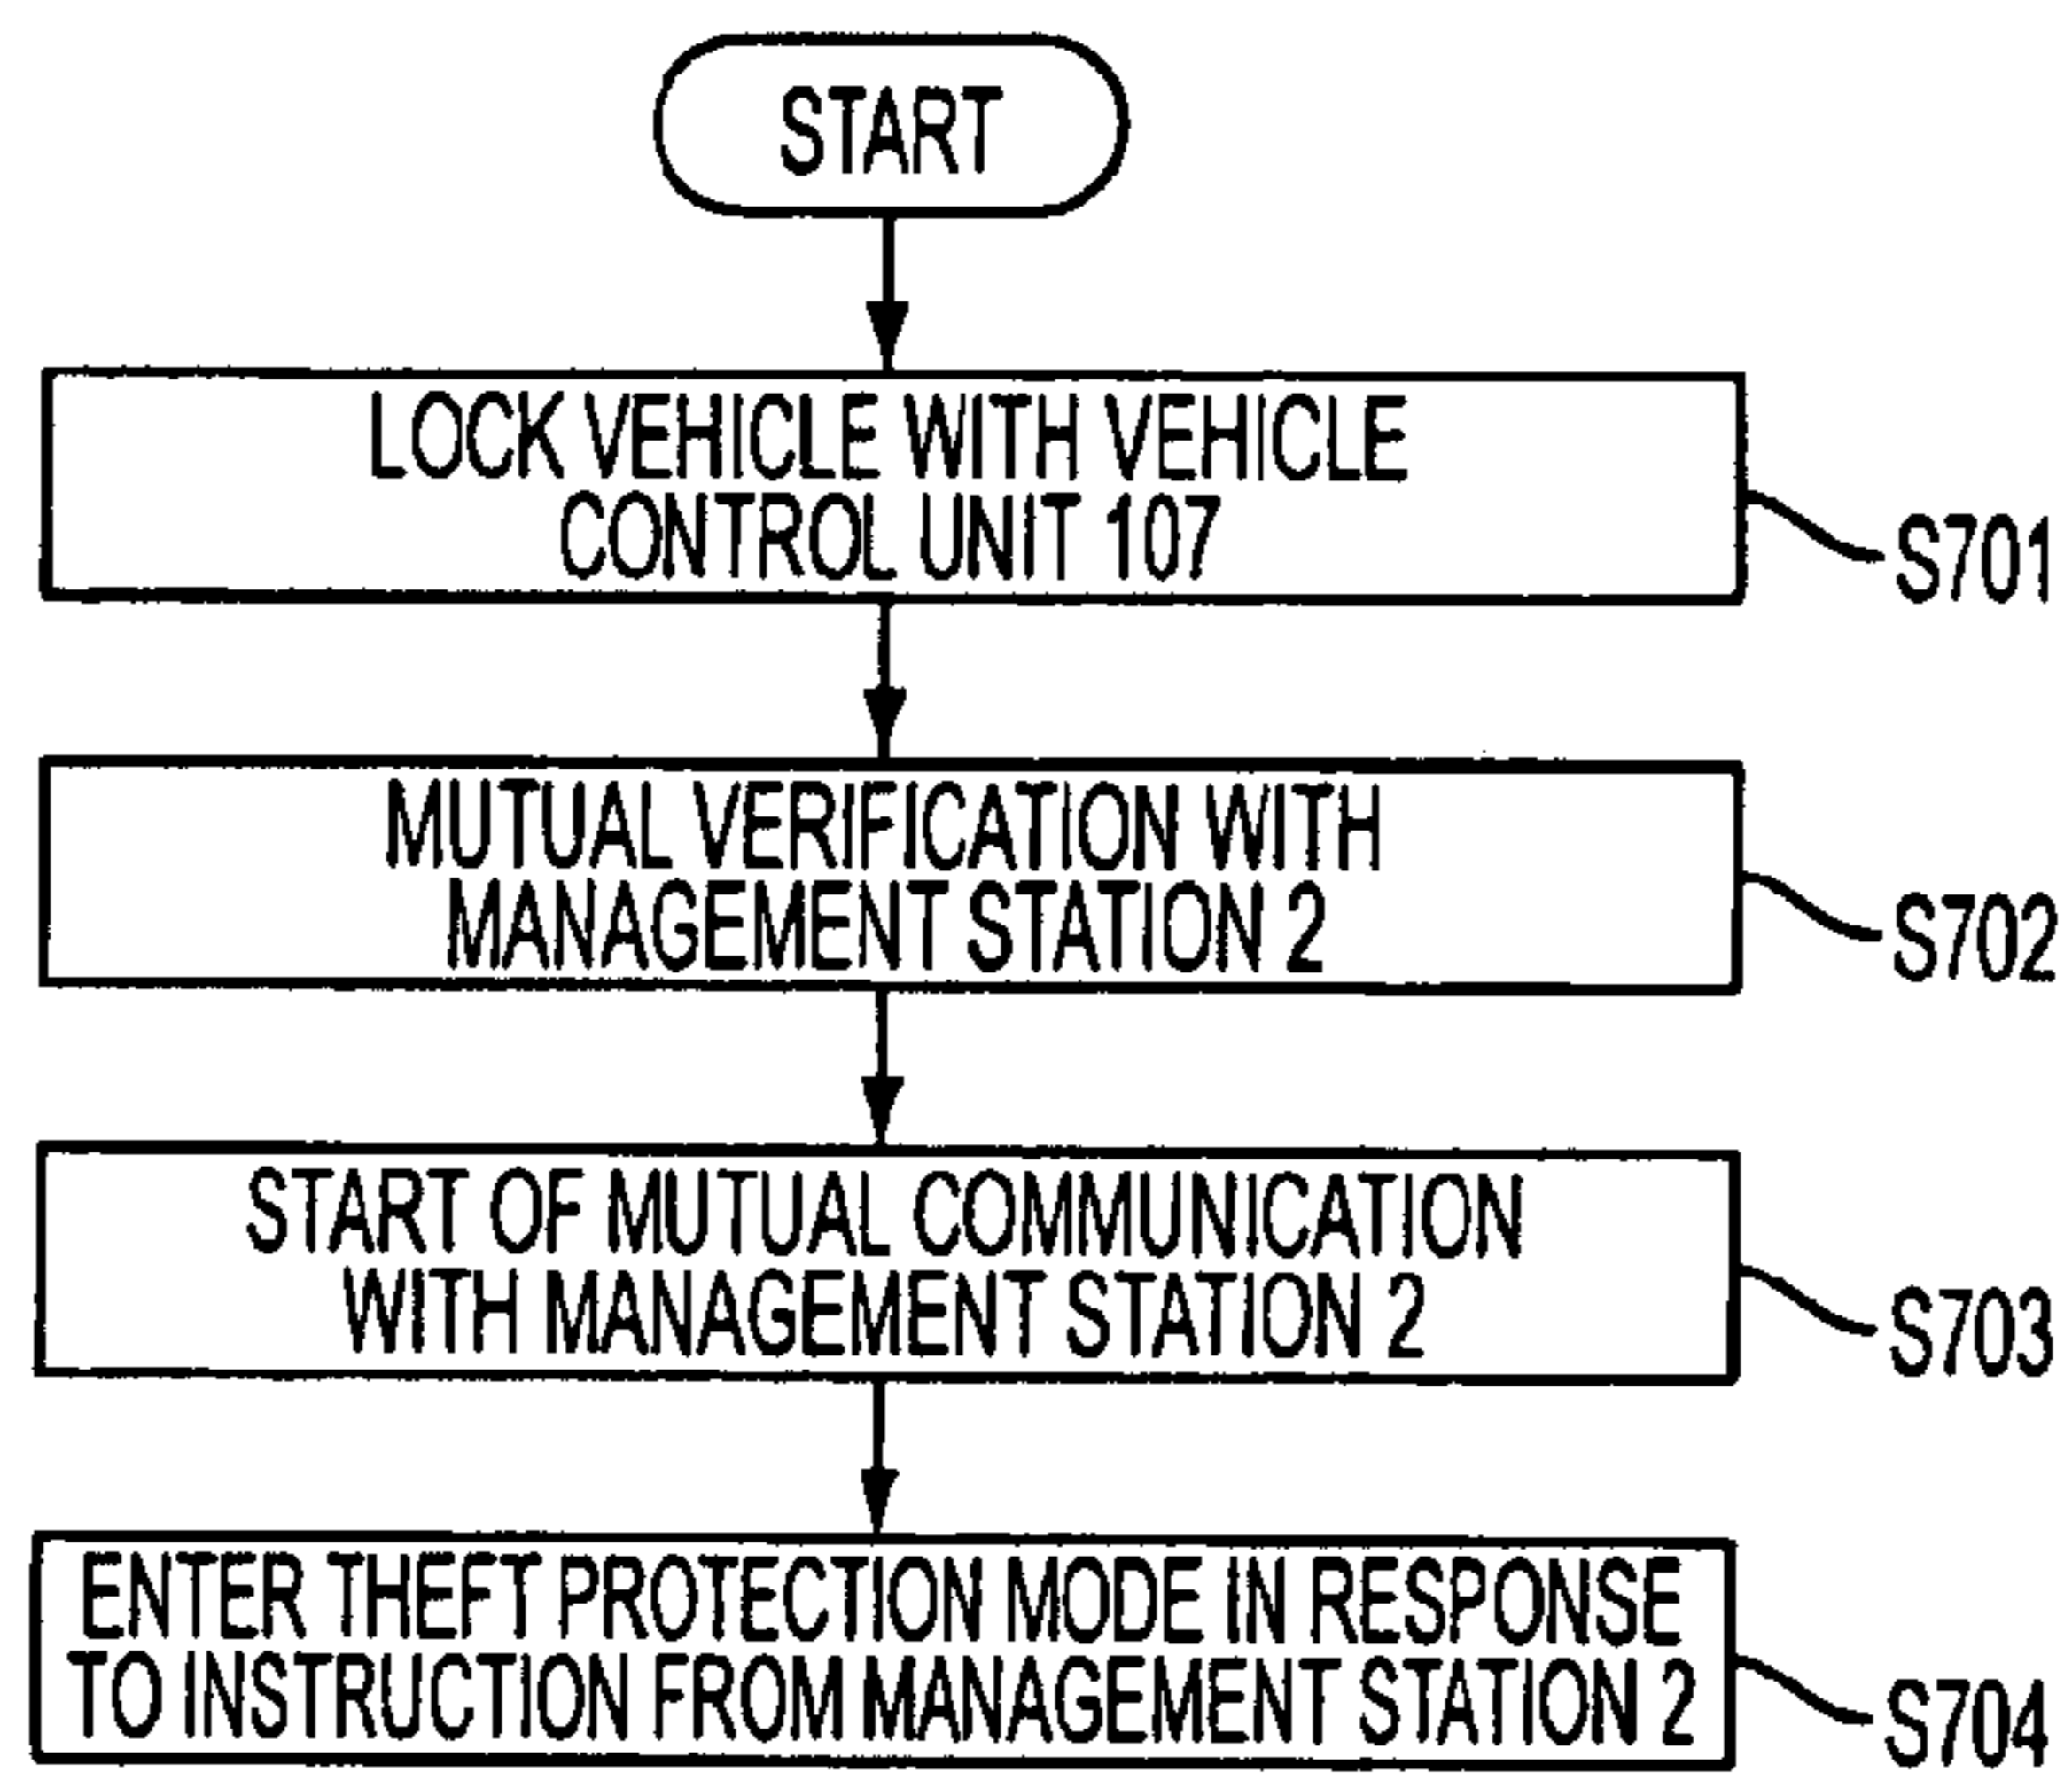 START
LOCK VEHICLE WITH VEHICLE
CONTROL UNIT 107
S701
MUTUAL VERIFICATION WITH
MANAGEMENT STATION 2
S702
START OF MUTUAL COMMUNICATION
WITH MANAGEMENT STATION 2
S703
ENTER THEFT PROTECTION MODE IN RESPONSE
TO INSTRUCTION FROM MANAGEMENT STATION 2
S704